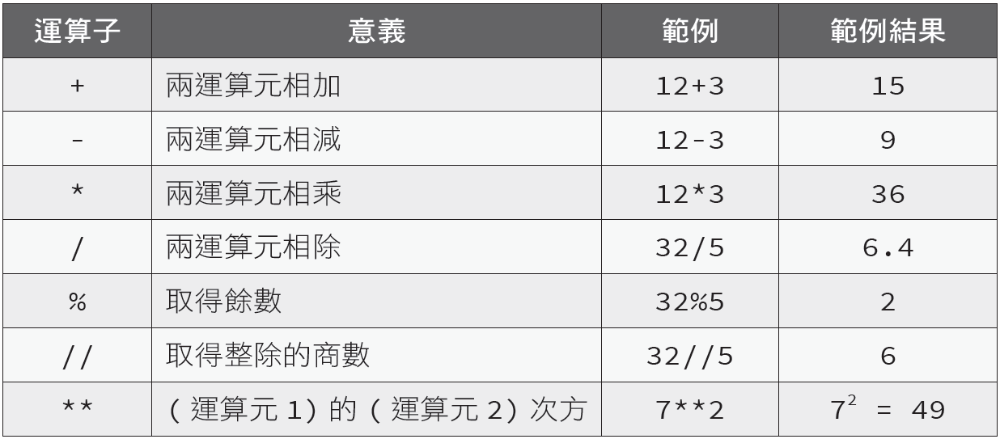 運算子 意義 範例 範例結果
+ 兩運算元相加 12+3 15
- 兩運算元相減 12-3 9
* 兩運算元相乘 12*3 36
/ 兩運算元相除 32/5 6.4
% 取得餘數 32%5 2
// 取得整除的商數 32//5 6
** (運算元1)的(運算元2)次方 7**2 7² = 49